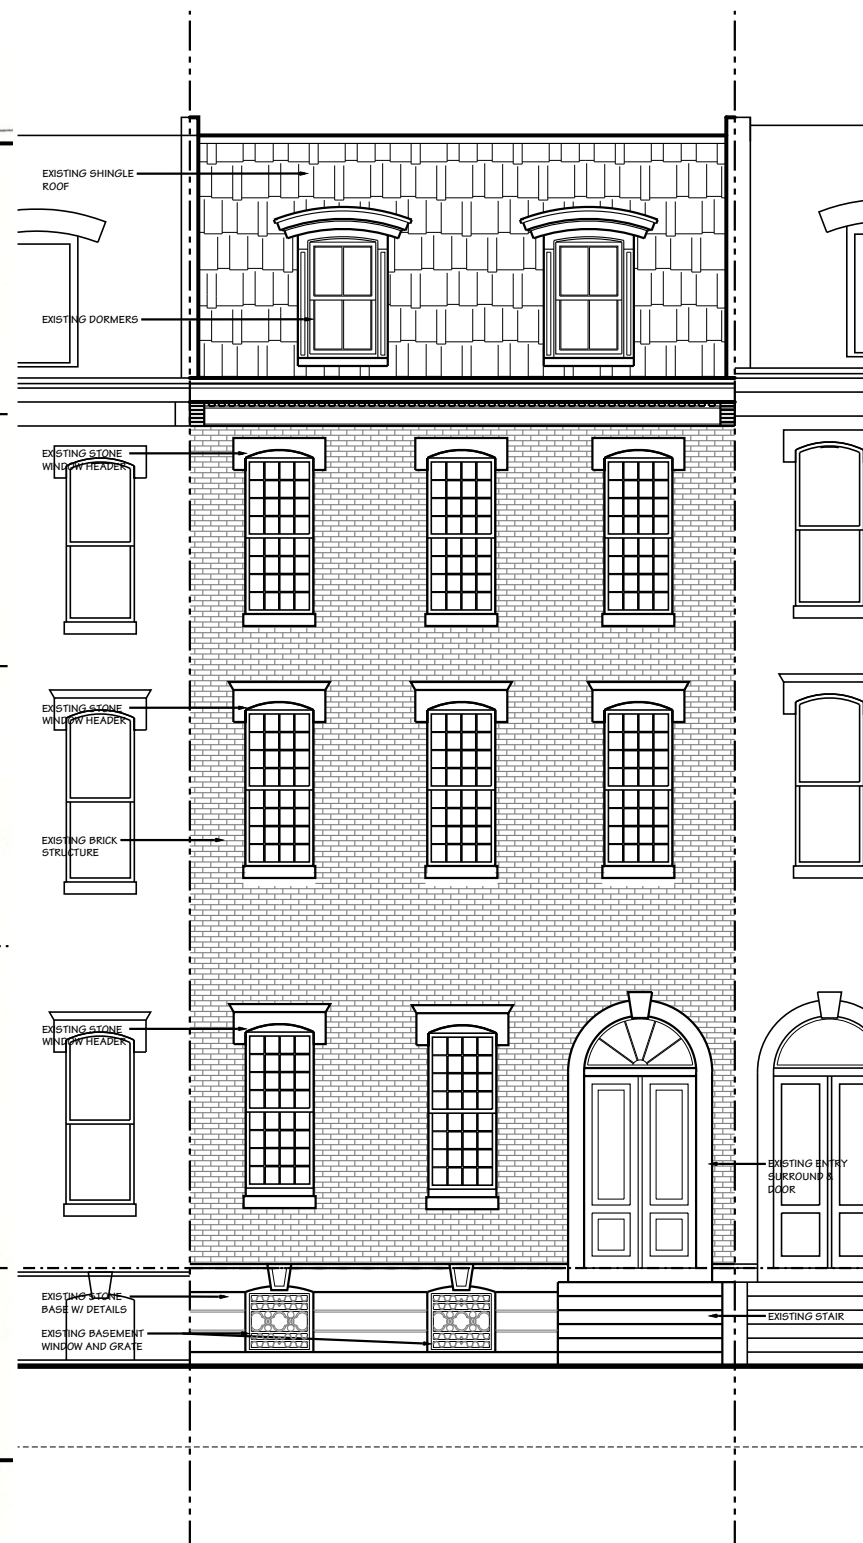 EXISTING SHINGLE
ROOF
EXISTING DORMERS
EXISTING STONE
WINDOW HEADER
EXISTING STONE
WINDOW HEADER
EXISTING BRICK
STRUCTURE
EXISTING STONE
WINDOW HEADER
EXISTING ENTRY
SURROUND &
DOOR
EXISTING STONE
BASE W/ DETAILS
EXISTING STAIR
EXISTING BASEMENT
WINDOW AND GRATE